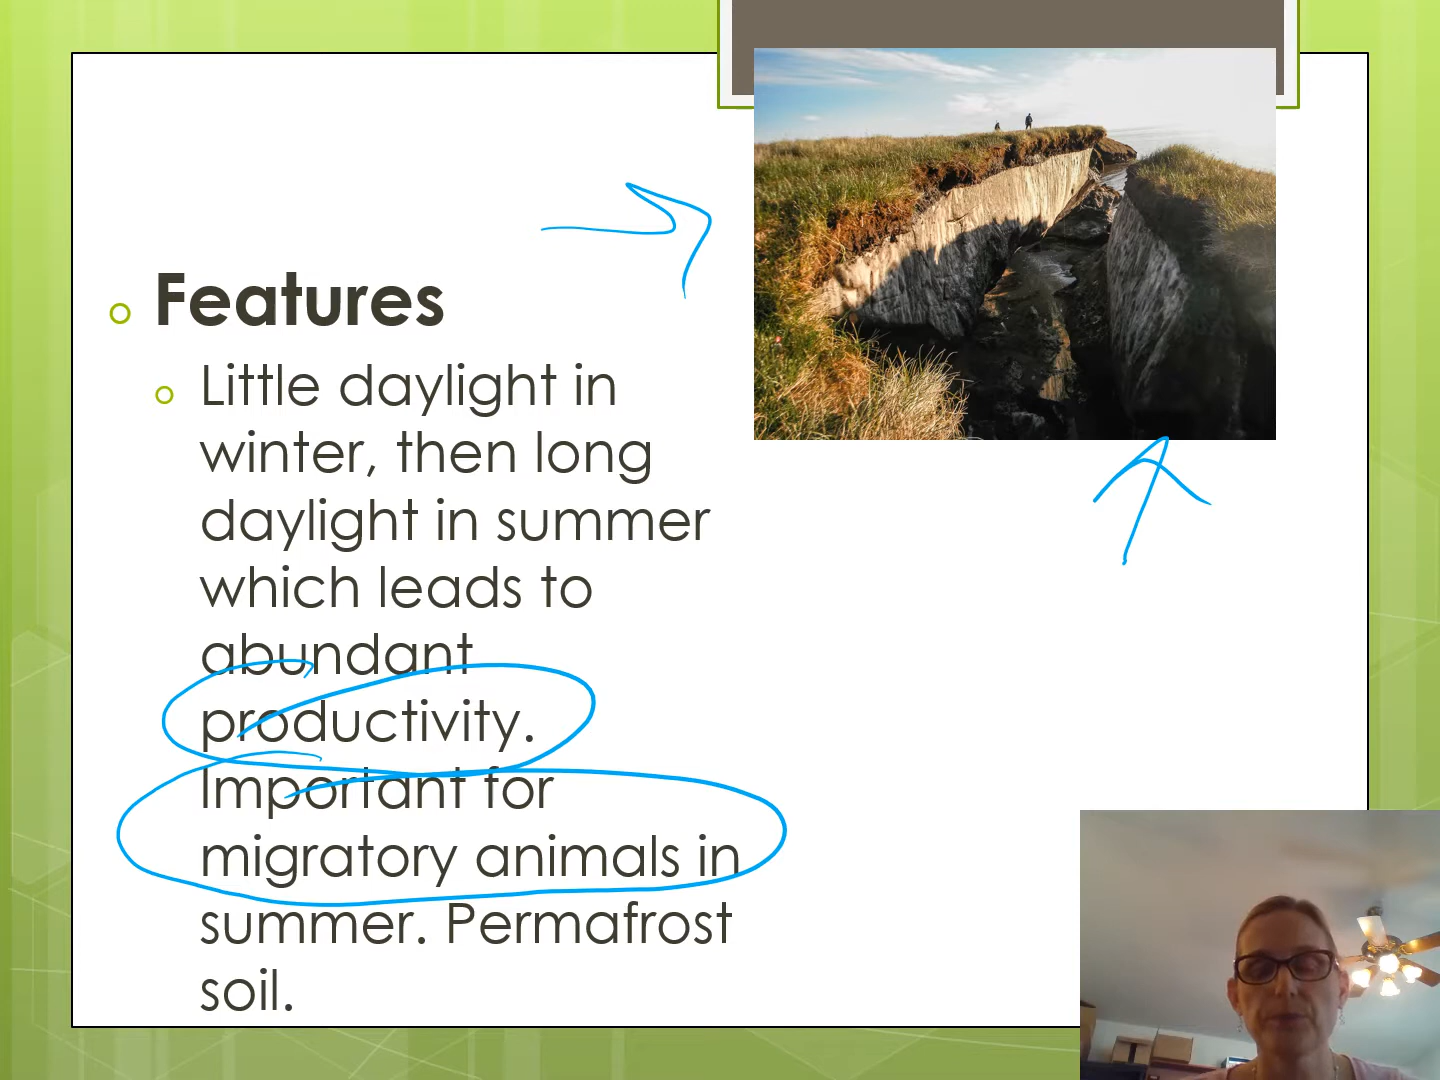 Features
Little daylight in
winter, then long
daylight in summer
which leads to
abundant
productivity.
Important for
migratory animals in
summer. Permafrost
soil.